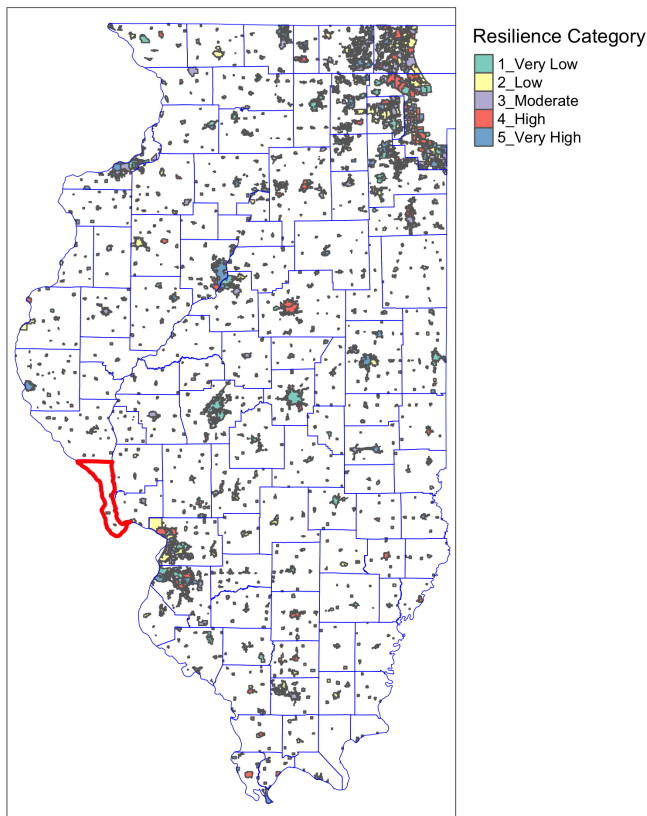 Resilience Category
1_Very Low
2_Low
3_Moderate
4_High
5_Very High